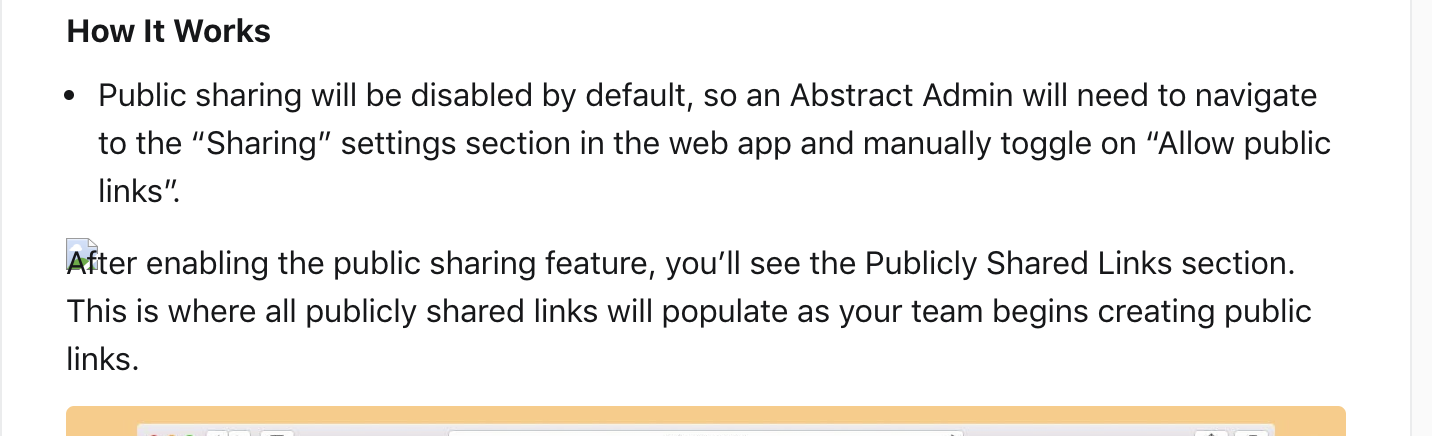 How It Works
• Public sharing will be disabled by default, so an Abstract Admin will need to navigate
to the “Sharing” settings section in the web app and manually toggle on “Allow public
links”.
After enabling the public sharing feature, you’ll see the Publicly Shared Links section.
This is where all publicly shared links will populate as your team begins creating public
links.